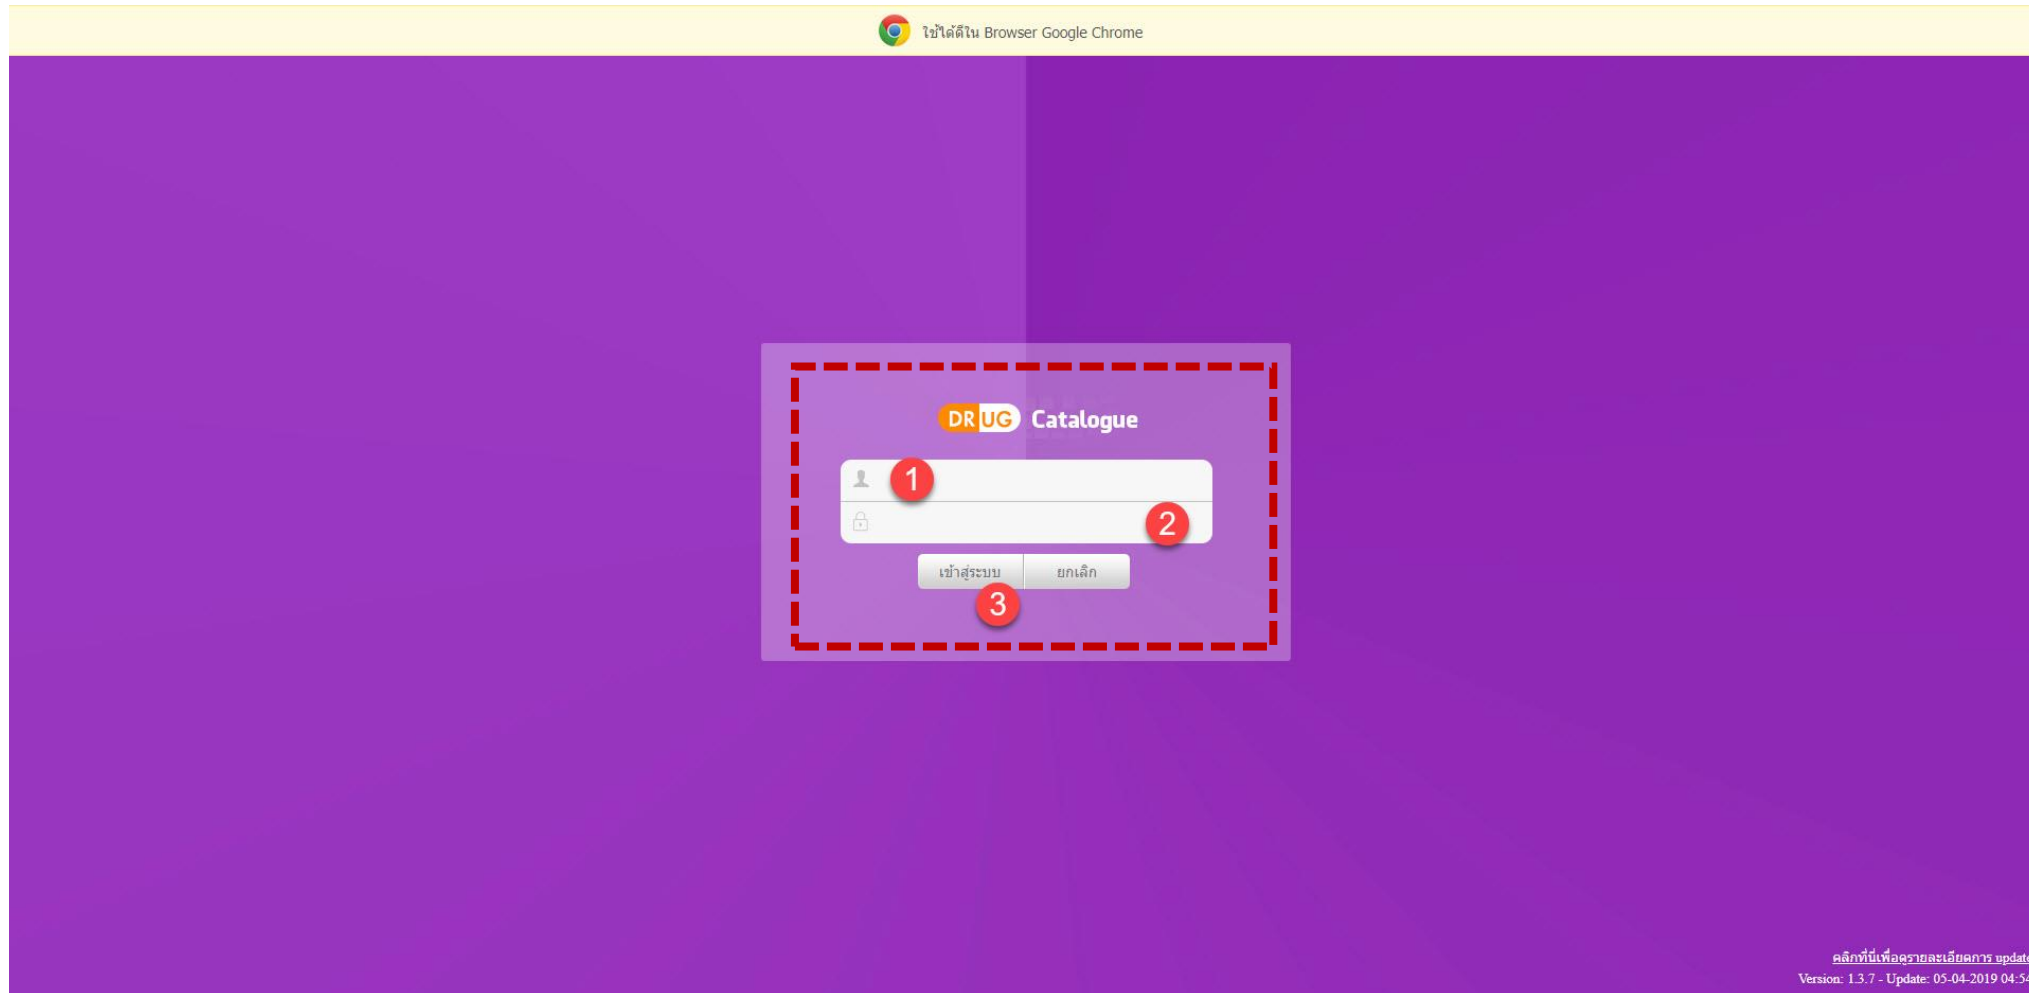 ใช้ได้ดีใน Browser Google Chrome
DRUG Catalogue
1
2
เข้าสู่ระบบ ยกเลิก
3
คลิกที่นี่เพื่อดูรายละเอียดการ update
Version: 1.3.7 - Update: 05-04-2019 04:54